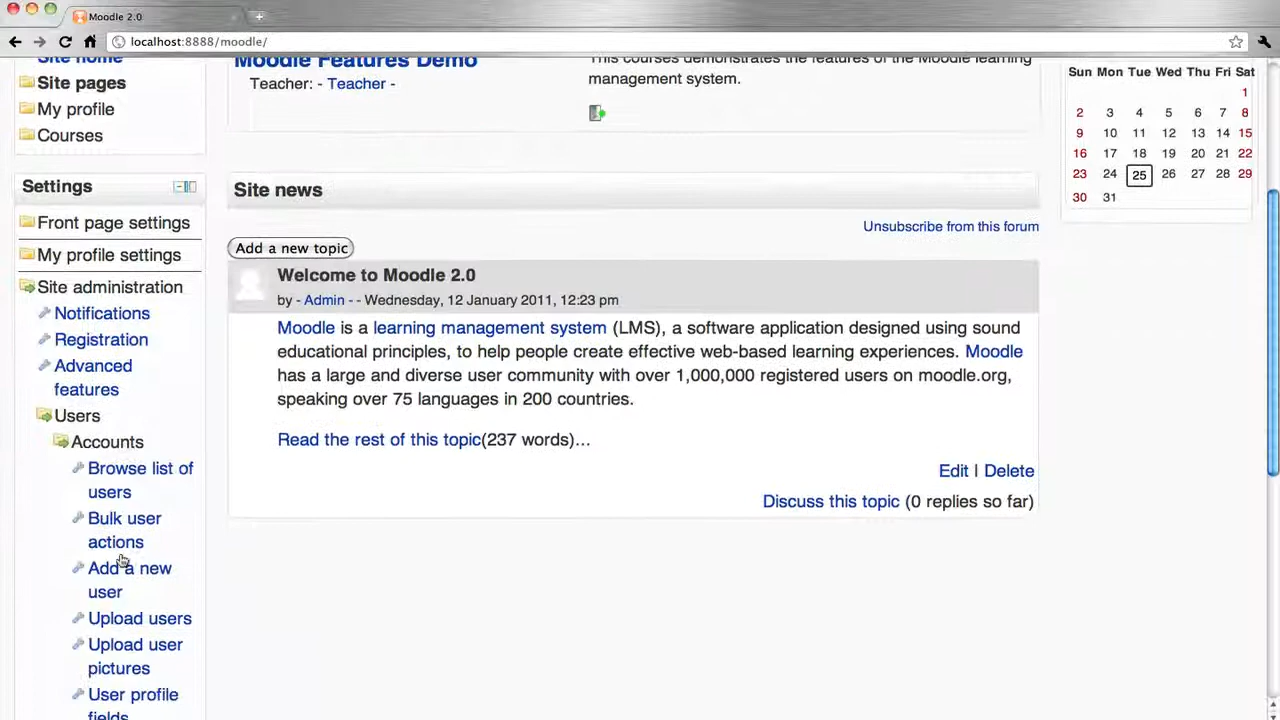 Moodle 2.0
localhost:8888/moodle/
Site home
Site pages
My profile
Courses
Settings
Front page settings
My profile settings
Site administration
Notifications
Registration
Advanced
features
Users
Accounts
Browse list of
users
Bulk user
actions
Add a new
user
Upload users
Upload user
pictures
User profile
fields
Moodle Features Demo
Teacher: - Teacher -
This courses demonstrates the features of the Moodle learning
management system.
Site news
Unsubscribe from this forum
Add a new topic
Welcome to Moodle 2.0
by - Admin - - Wednesday, 12 January 2011, 12:23 pm
Moodle is a learning management system (LMS), a software application designed using sound
educational principles, to help people create effective web-based learning experiences. Moodle
has a large and diverse user community with over 1,000,000 registered users on moodle.org,
speaking over 75 languages in 200 countries.
Read the rest of this topic(237 words)...
Edit | Delete
Discuss this topic (0 replies so far)
Sun Mon Tue Wed Thu Fri Sat
1
2 3 4 5 6 7 8
9 10 11 12 13 14 15
16 17 18 19 20 21 22
23 24 25 26 27 28 29
30 31